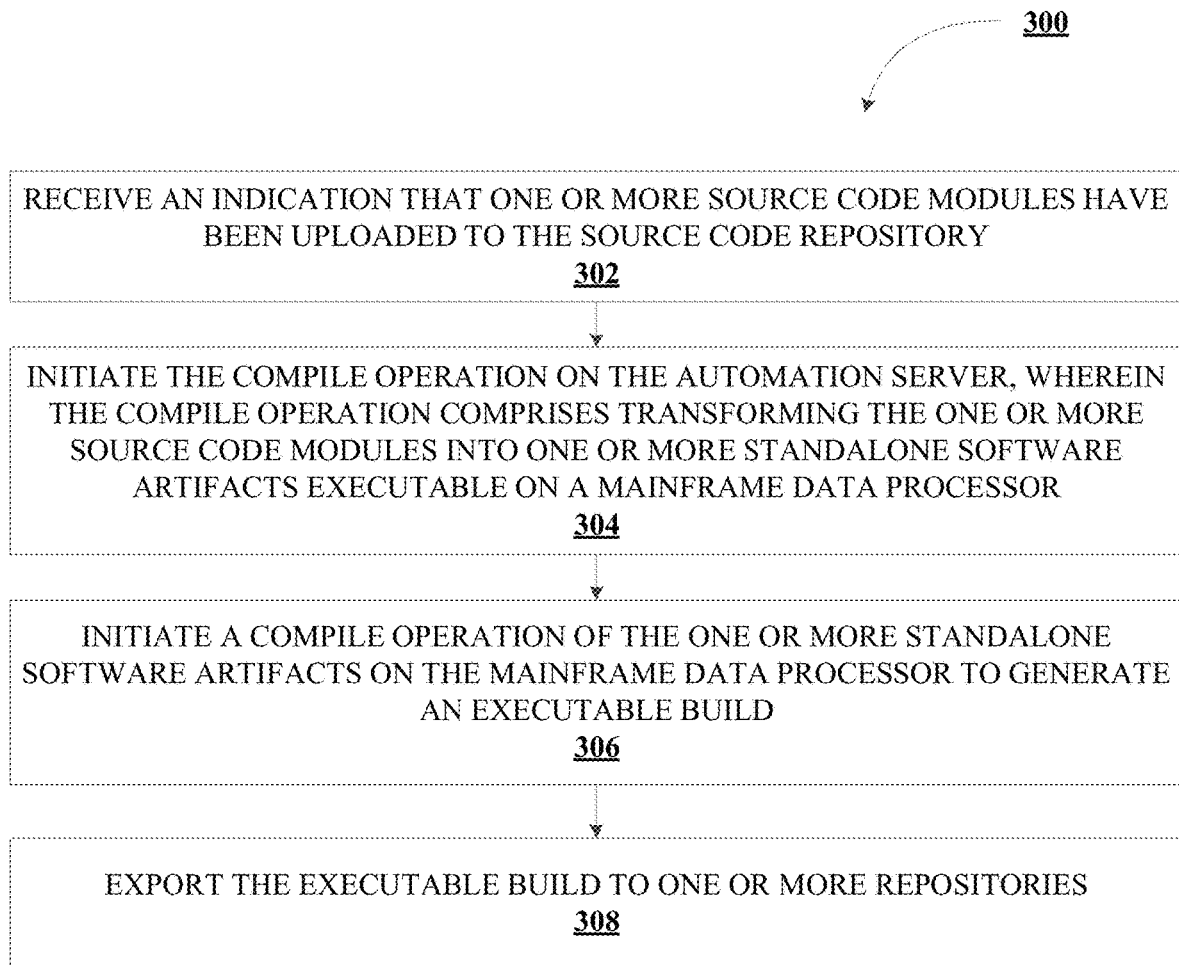 300
RECEIVE AN INDICATION THAT ONE OR MORE SOURCE CODE MODULES HAVE
BEEN UPLOADED TO THE SOURCE CODE REPOSITORY
302
INITIATE THE COMPILE OPERATION ON THE AUTOMATION SERVER, WHEREIN
THE COMPILE OPERATION COMPRISES TRANSFORMING THE ONE OR MORE
SOURCE CODE MODULES INTO ONE OR MORE STANDALONE SOFTWARE
ARTIFACTS EXECUTABLE ON A MAINFRAME DATA PROCESSOR
304
INITIATE A COMPILE OPERATION OF THE ONE OR MORE STANDALONE
SOFTWARE ARTIFACTS ON THE MAINFRAME DATA PROCESSOR TO GENERATE
AN EXECUTABLE BUILD
306
EXPORT THE EXECUTABLE BUILD TO ONE OR MORE REPOSITORIES
308